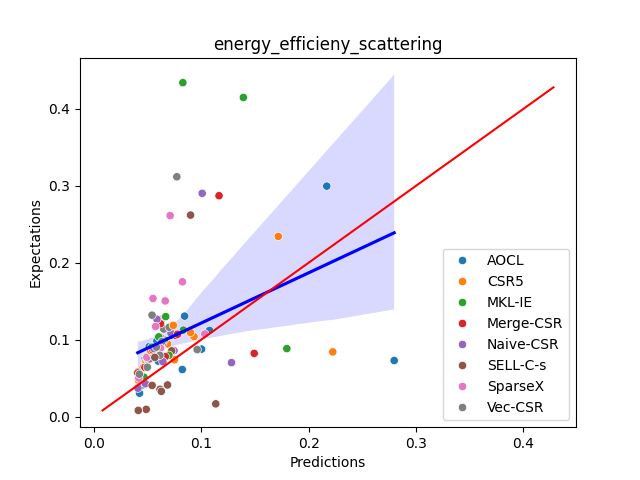 energy_efficieny_scattering
Expectations
0.4
0.3
0.2
0.1
0.0
0.0 0.1 0.2 0.3 0.4
Predictions
AOCL
CSR5
MKL-IE
Merge-CSR
Naive-CSR
SELL-C-s
SparseX
Vec-CSR